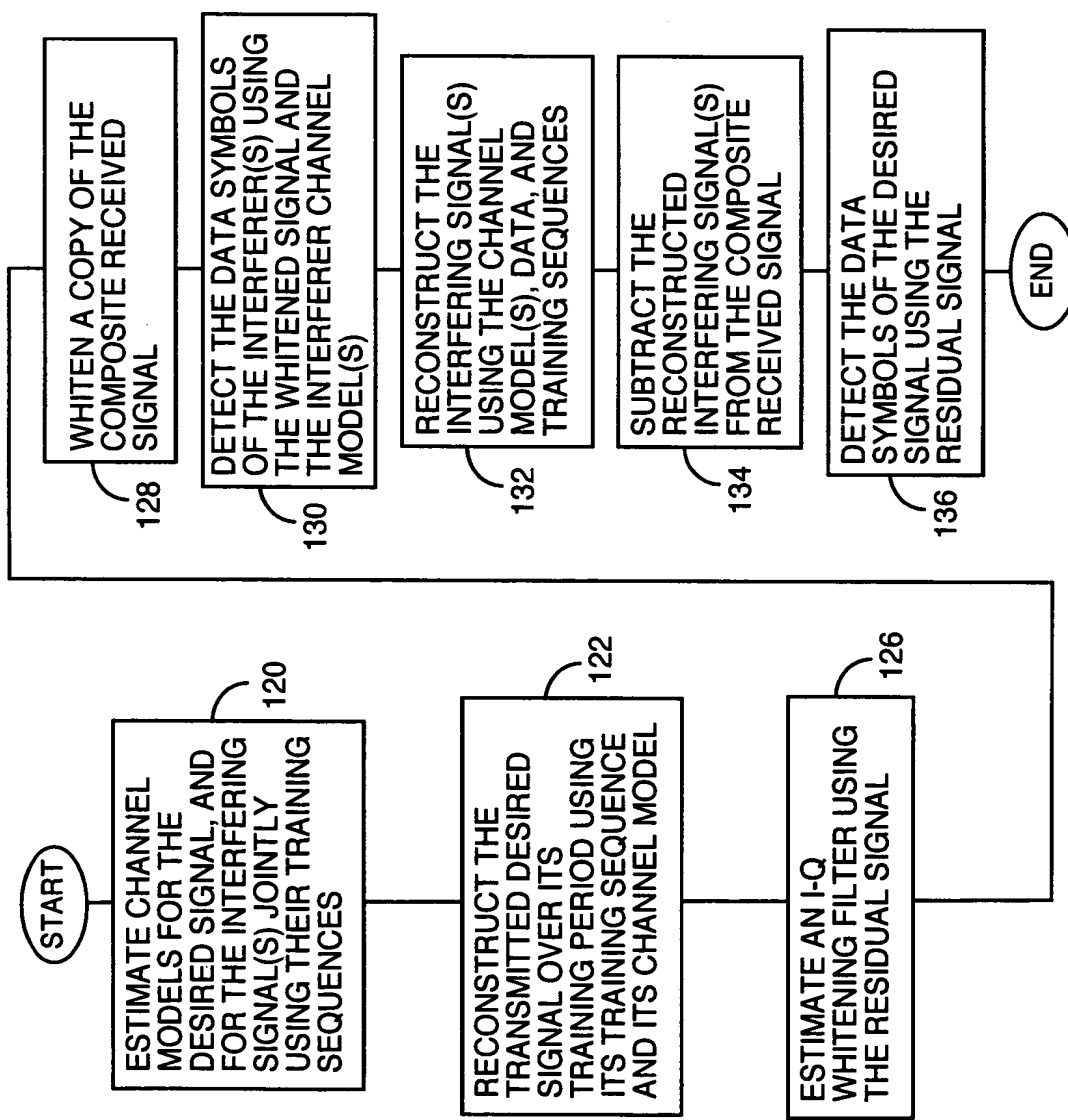 START
ESTIMATE CHANNEL
MODELS FOR THE
DESIRED SIGNAL, AND
FOR THE INTERFERING
SIGNAL(S) JOINTLY
USING THEIR TRAINING
SEQUENCES
120
RECONSTRUCT THE
TRANSMITTED DESIRED
SIGNAL OVER ITS
TRAINING PERIOD USING
ITS TRAINING SEQUENCE
AND ITS CHANNEL MODEL
122
ESTIMATE AN I-Q
WHITENING FILTER USING
THE RESIDUAL SIGNAL
126
WHITEN A COPY OF THE
COMPOSITE RECEIVED
SIGNAL
128
DETECT THE DATA SYMBOLS
OF THE INTERFERER(S) USING
THE WHITENED SIGNAL AND
THE INTERFERER CHANNEL
MODEL(S)
130
RECONSTRUCT THE
INTERFERING SIGNAL(S)
USING THE CHANNEL
MODEL(S), DATA, AND
TRAINING SEQUENCES
132
SUBTRACT THE
RECONSTRUCTED
INTERFERING SIGNAL(S)
FROM THE COMPOSITE
RECEIVED SIGNAL
134
DETECT THE DATA
SYMBOLS OF THE DESIRED
SIGNAL USING THE
RESIDUAL SIGNAL
136
END